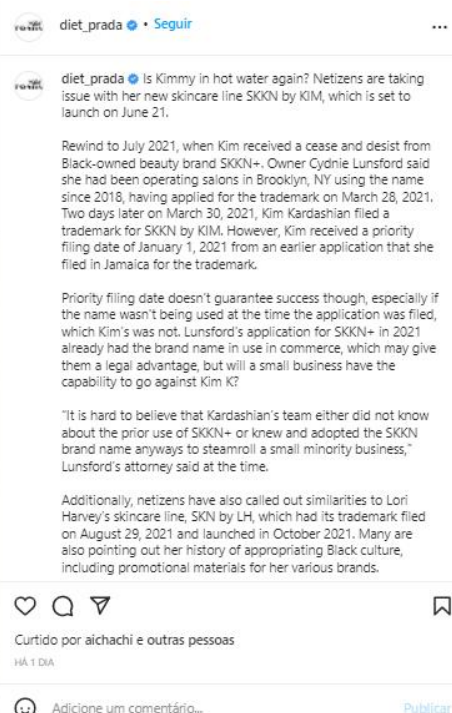 diet_prada • Seguir
diet_prada Is Kimmy in hot water again? Netizens are taking
issue with her new skincare line SKKN by KIM, which is set to
launch on June 21.
Rewind to July 2021, when Kim received a cease and desist from
Black-owned beauty brand SKKN+. Owner Cydnie Lunsford said
she had been operating salons in Brooklyn, NY using the name
since 2018, having applied for the trademark on March 28, 2021.
Two days later on March 30, 2021, Kim Kardashian filed a
trademark for SKKN by KIM. However, Kim received a priority
filing date of January 1, 2021 from an earlier application that she
filed in Jamaica for the trademark.
Priority filing date doesn't guarantee success though, especially if
the name wasn't being used at the time the application was filed,
which Kim's was not. Lunsford's application for SKKN+ in 2021
already had the brand name in use in commerce, which may give
them a legal advantage, but will a small business have the
capability to go against Kim K?
"It is hard to believe that Kardashian's team either did not know
about the prior use of SKKN+ or knew and adopted the SKKN
brand name anyways to steamroll a small minority business,"
Lunsford's attorney said at the time.
Additionally, netizens have also called out similarities to Lori
Harvey's skincare line, SKN by LH, which had its trademark filed
on August 29, 2021 and launched in October 2021. Many are
also pointing out her history of appropriating Black culture,
including promotional materials for her various brands.
Curtido por aichachi e outras pessoas
HÁ 1 DIA
Adicione um comentário... Publicar